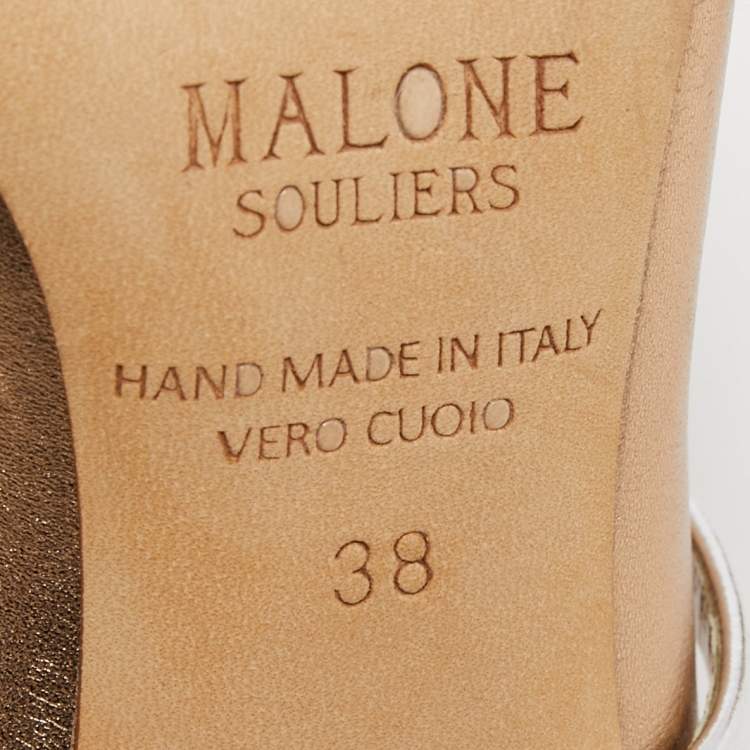 MALONE
SOULIERS
HAND MADE IN ITALY
VERO CUOIO
38